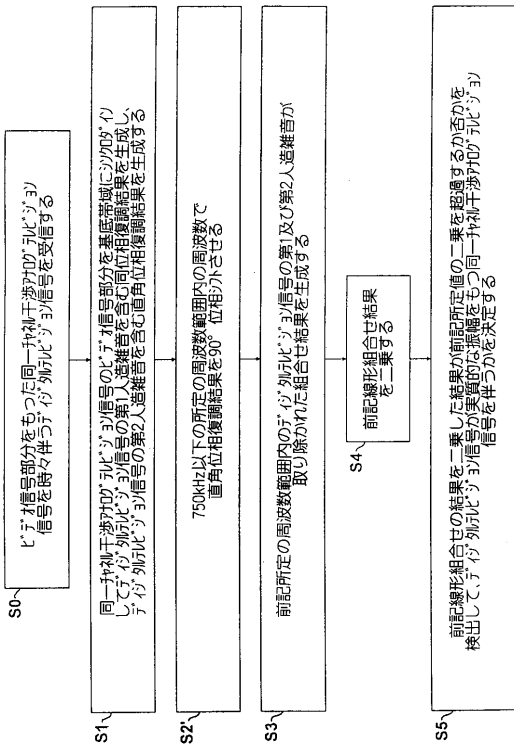 S0
ビデオ信号部分をもった同一チャネル干渉アナログテレビジョン
信号を時々伴うディジタルテレビジョン信号を受信する
S1
同一チャネル干渉アナログテレビジョン信号のビデオ信号部分を基底帯域にシンクロダイン
してディジタルテレビジョン信号の第1人造雑音を含む同位相復調結果を生成し、
ディジタルテレビジョン信号の第2人造雑音を含む直角位相復調結果を生成する
S2'
750kHz以下の所定の周波数範囲内の周波数で
直角位相復調結果を90° 位相シフトさせる
S3
前記所定の周波数範囲内のディジタルテレビジョン信号の第1及び第2人造雑音が
取り除かれた組合せ結果を生成する
S4
前記線形組合せ結果
を二乗する
S5
前記線形組合せの結果を二乗した結果が前記所定値の二乗を超過するか否かを
検出して、ディジタルテレビジョン信号が実質的な振幅をもつ同一チャネル干渉アナログテレビジョン
信号を伴うかを決定する